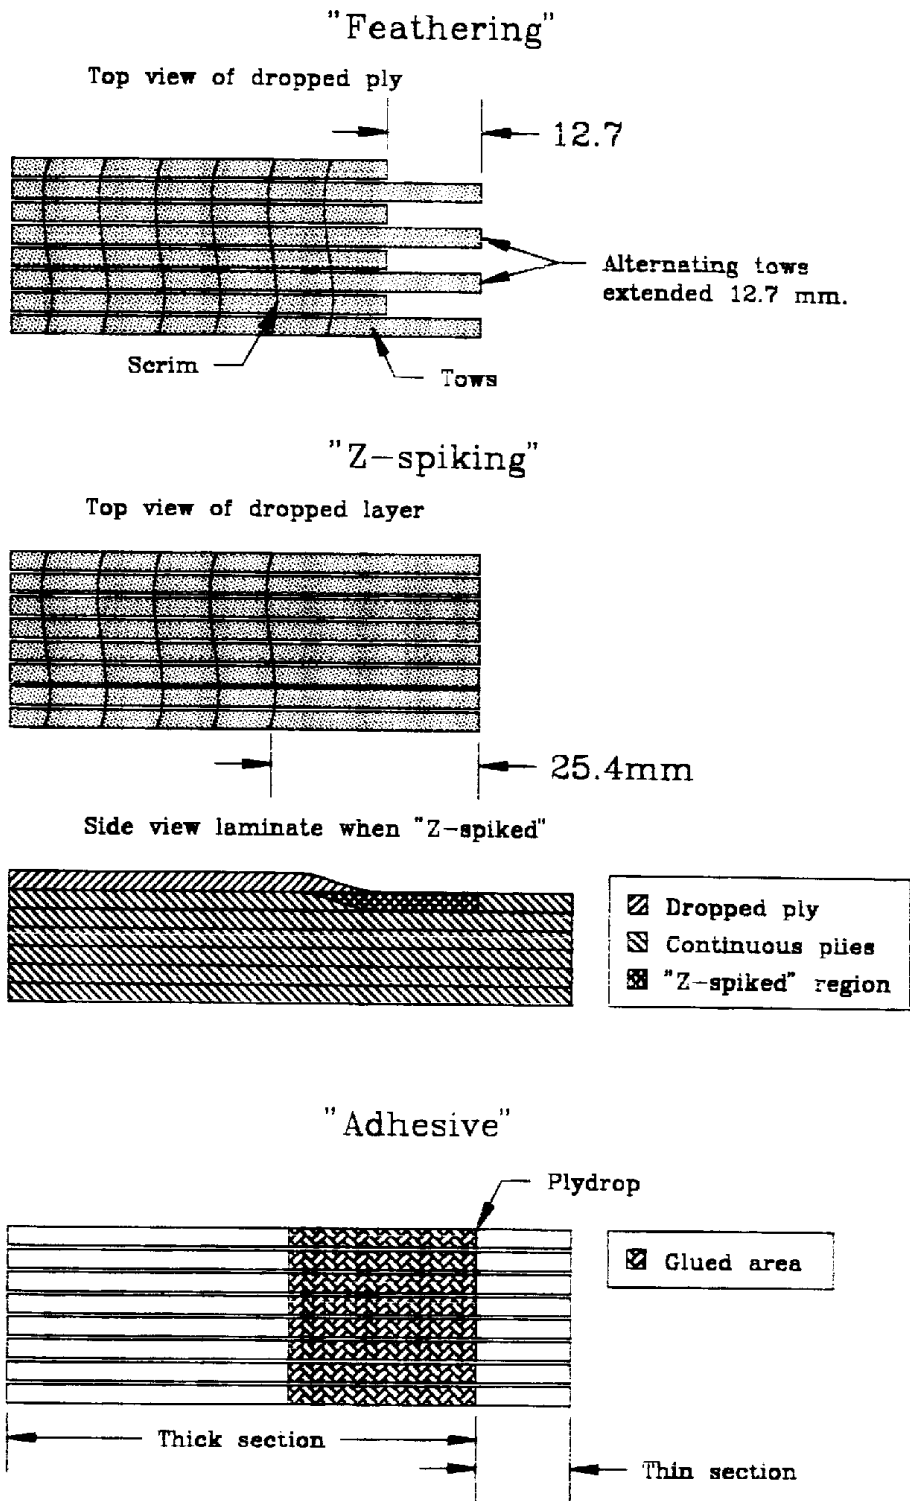 "Feathering"
Top view of dropped ply
12.7
Alternating tows
extended 12.7 mm.
Scrim
Tows
"Z-spiking"
Top view of dropped layer
25.4mm
Side view laminate when "Z-spiked"
Dropped ply
Continuous plies
"Z-spiked" region
"Adhesive"
Plydrop
Glued area
Thick section
Thin section